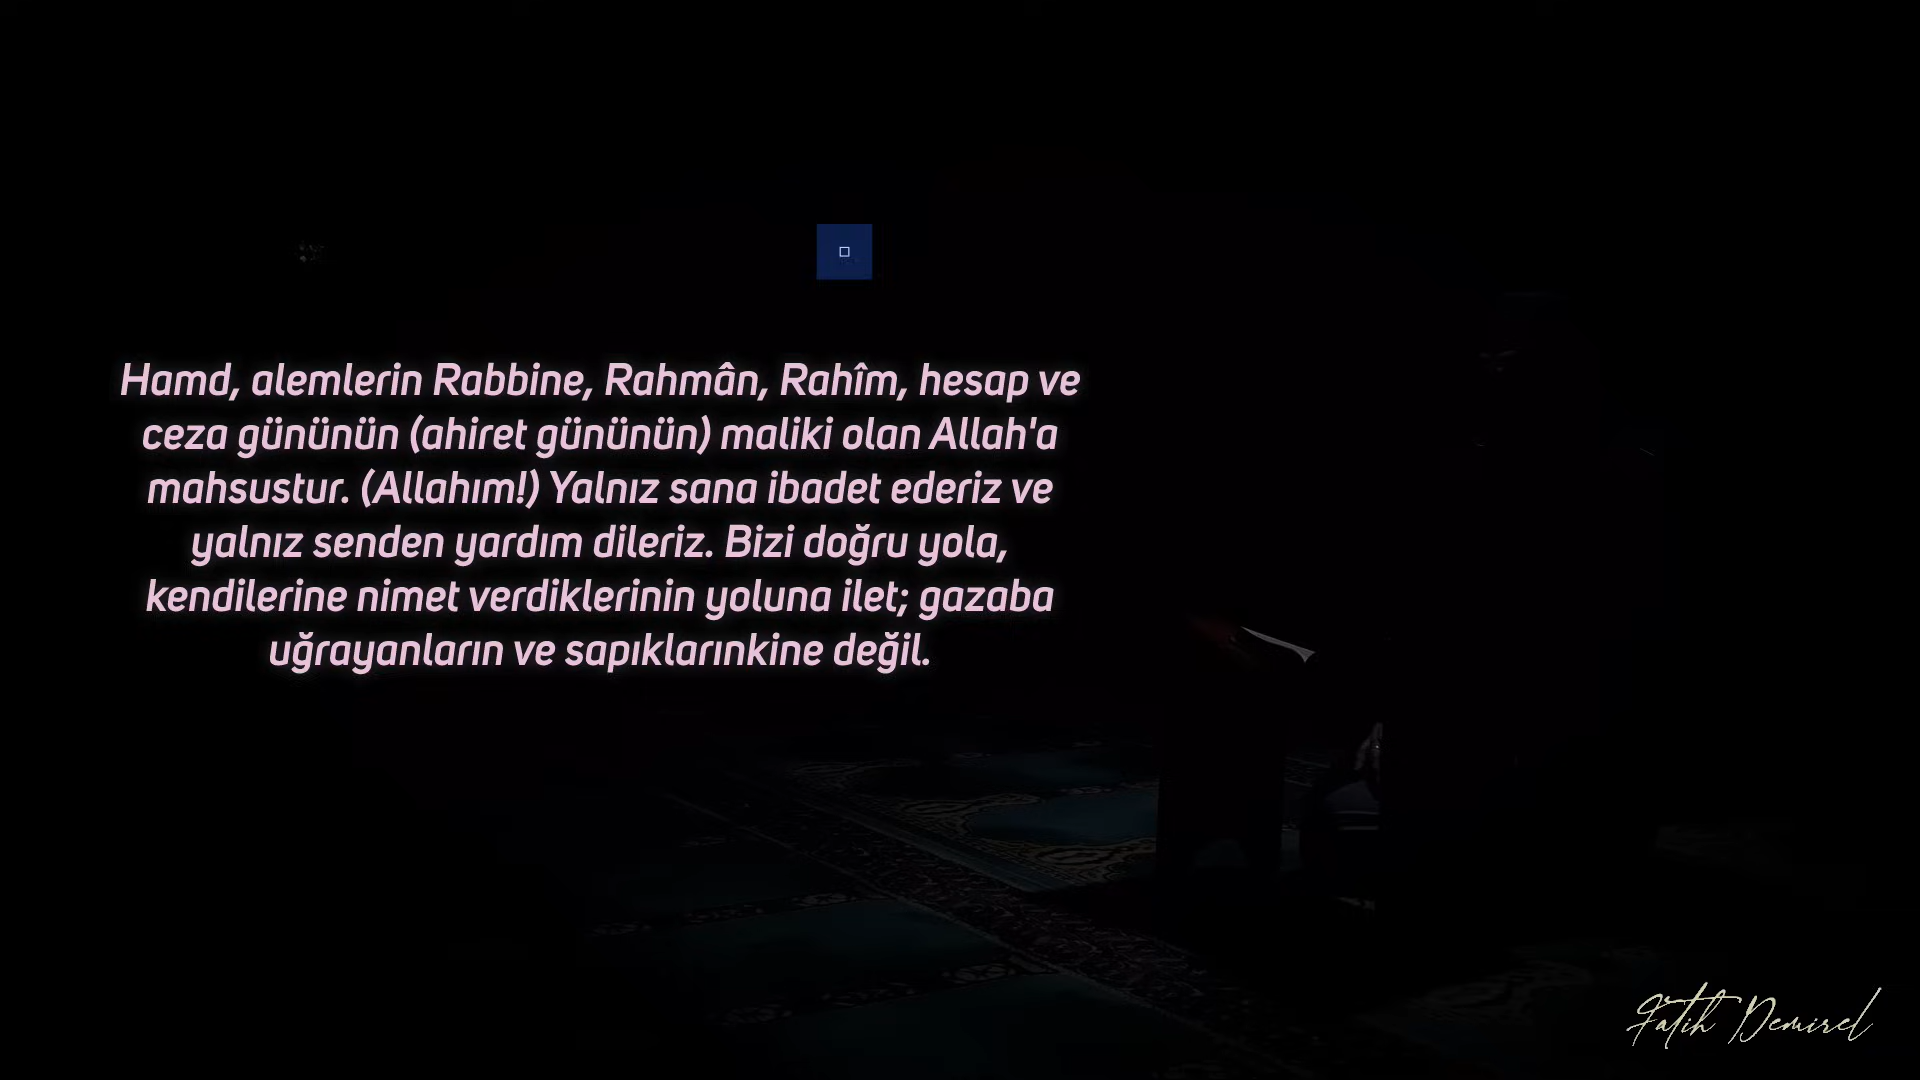 Hamd, alemlerin Rabbine, Rahmân, Rahîm, hesap ve
ceza gününün (ahiret gününün) maliki olan Allah'a
mahsustur. (Allahım!) Yalnız sana ibadet ederiz ve
yalnız senden yardım dileriz. Bizi doğru yola,
kendilerine nimet verdiklerinin yoluna ilet; gazaba
uğrayanların ve sapıklarınkine değil.
Fatih Demirel